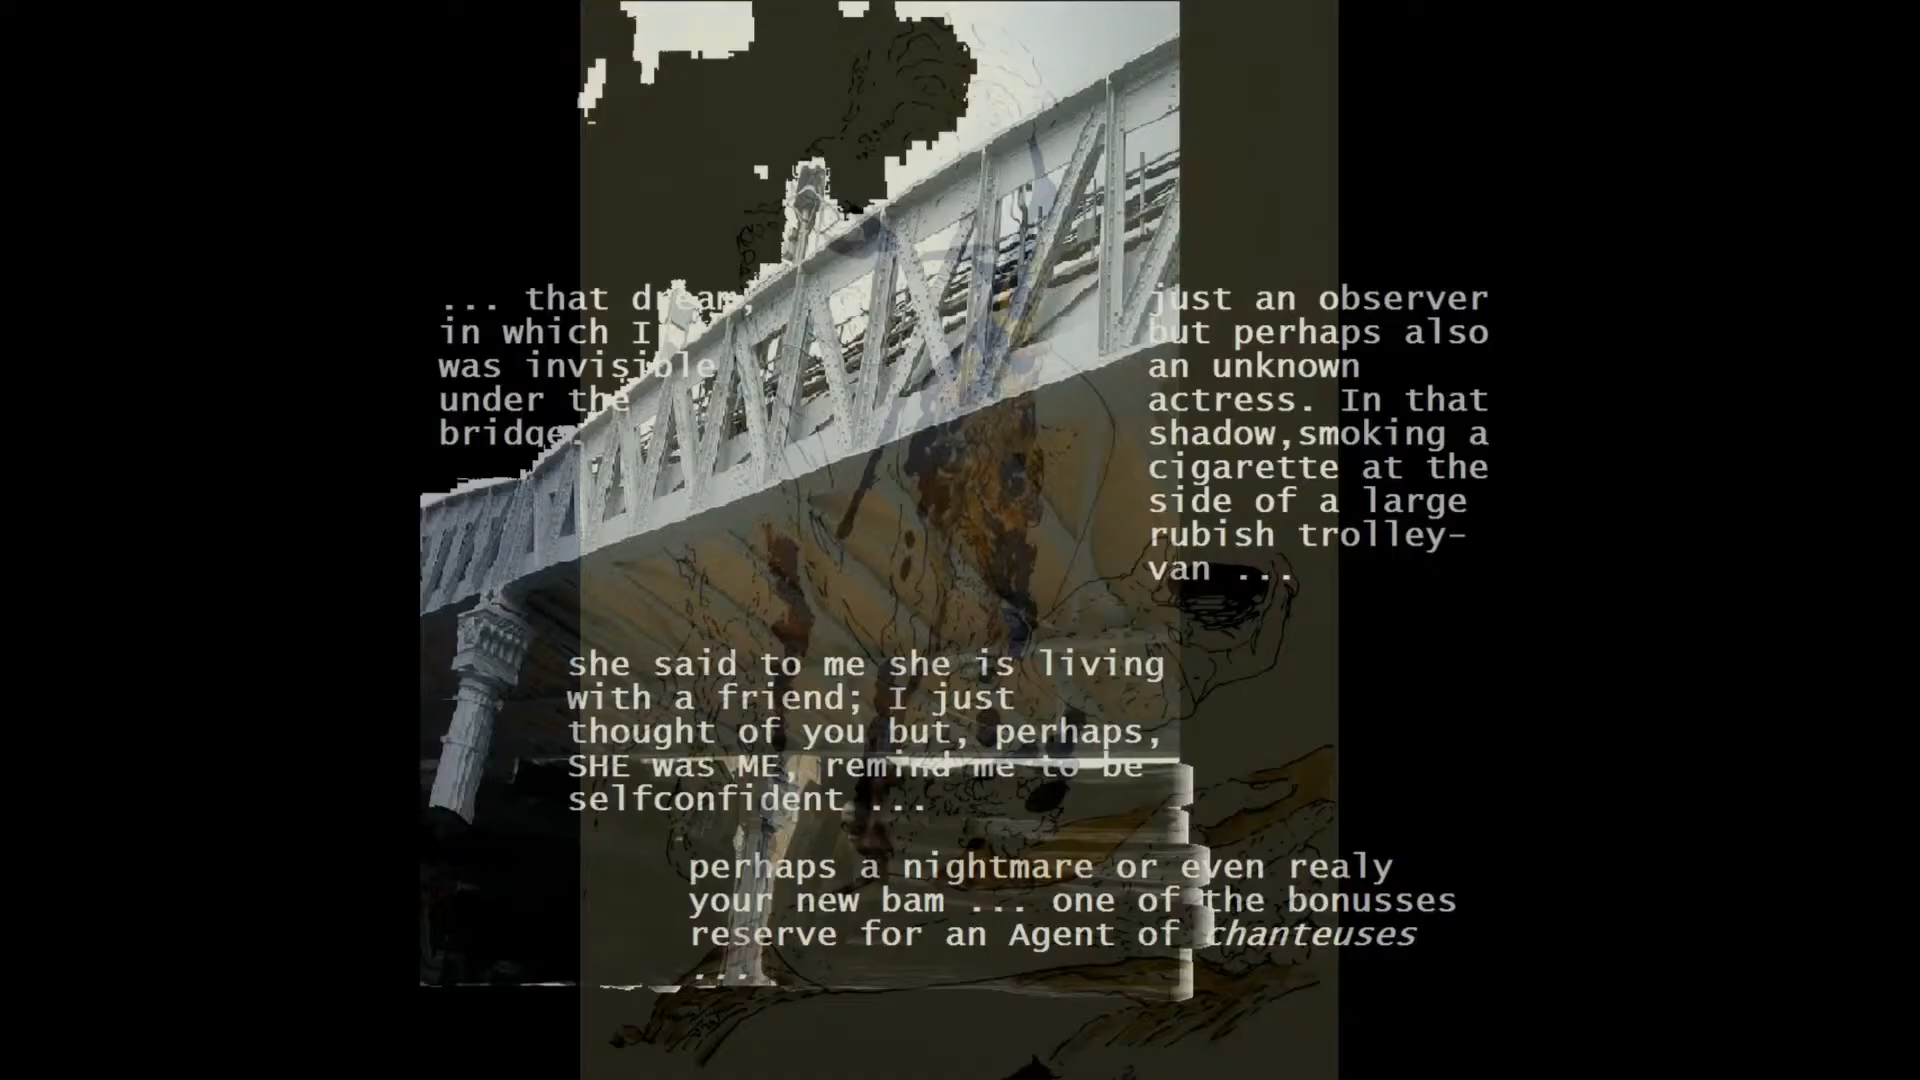 ... that dream,
in which I
was invisible
under the
bridge.
just an observer
but perhaps also
an unknown
actress. In that
shadow,smoking a
cigarette at the
side of a large
rubish trolley-
van ...
she said to me she is living
with a friend; I just
thought of you but, perhaps,
SHE was ME, remind me to be
selfconfident ...
perhaps a nightmare or even realy
your new bam ... one of the bonusses
reserve for an Agent of chanteuses
...